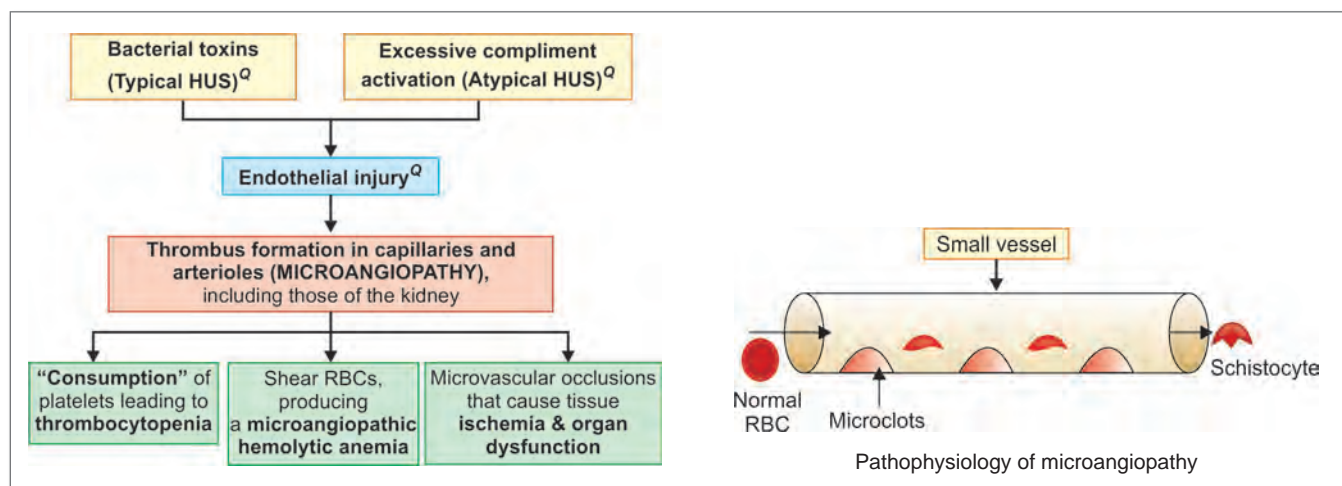 Bacterial toxins
(Typical HUS)Q
Excessive compliment
activation (Atypical HUS)Q
Endothelial injuryQ
Thrombus formation in capillaries and
arterioles (MICROANGIOPATHY),
including those of the kidney
“Consumption” of
platelets leading to
thrombocytopenia
Shear RBCs,
producing
a microangiopathic
hemolytic anemia
Microvascular occlusions
that cause tissue
ischemia & organ
dysfunction
Small vessel
Normal
RBC
Microclots
Schistocyte
Pathophysiology of microangiopathy